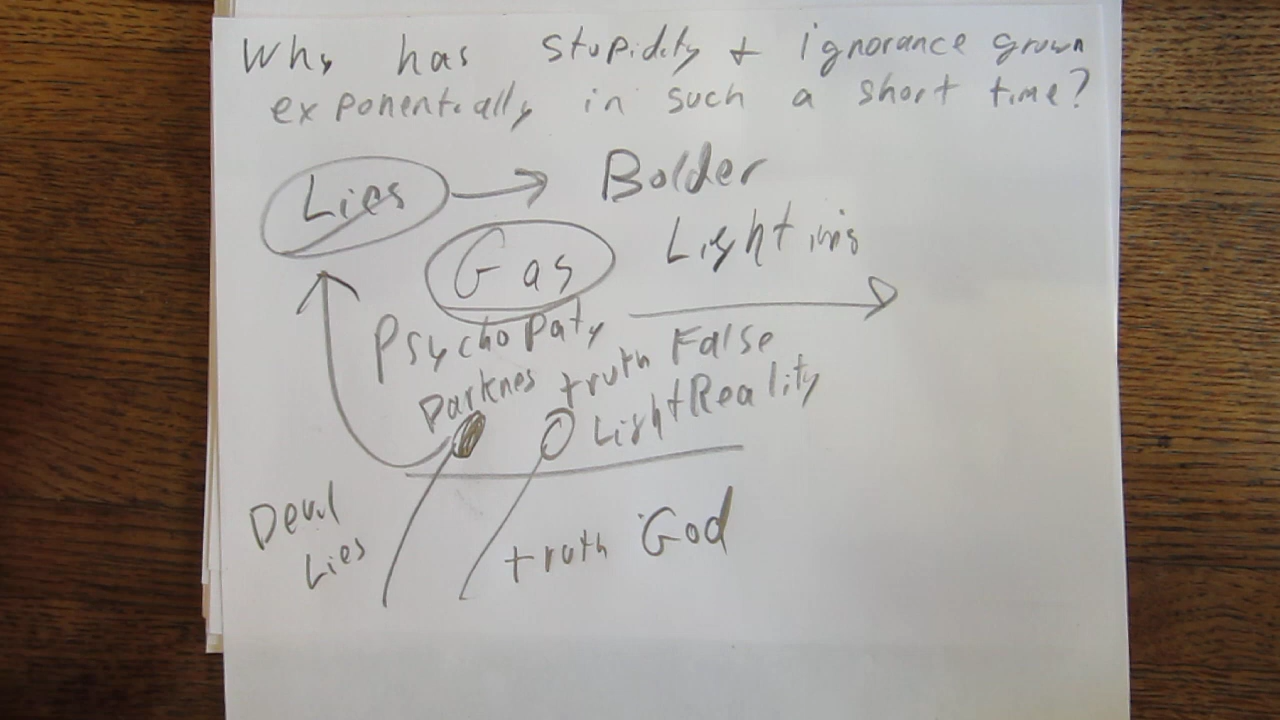 Why has stupidity + ignorance grown
exponentially in such a short time?
Lies → Bolder
Gas Lighting
Psychopaty
Darknes truth False
Light Reality
Devil
Lies
truth God